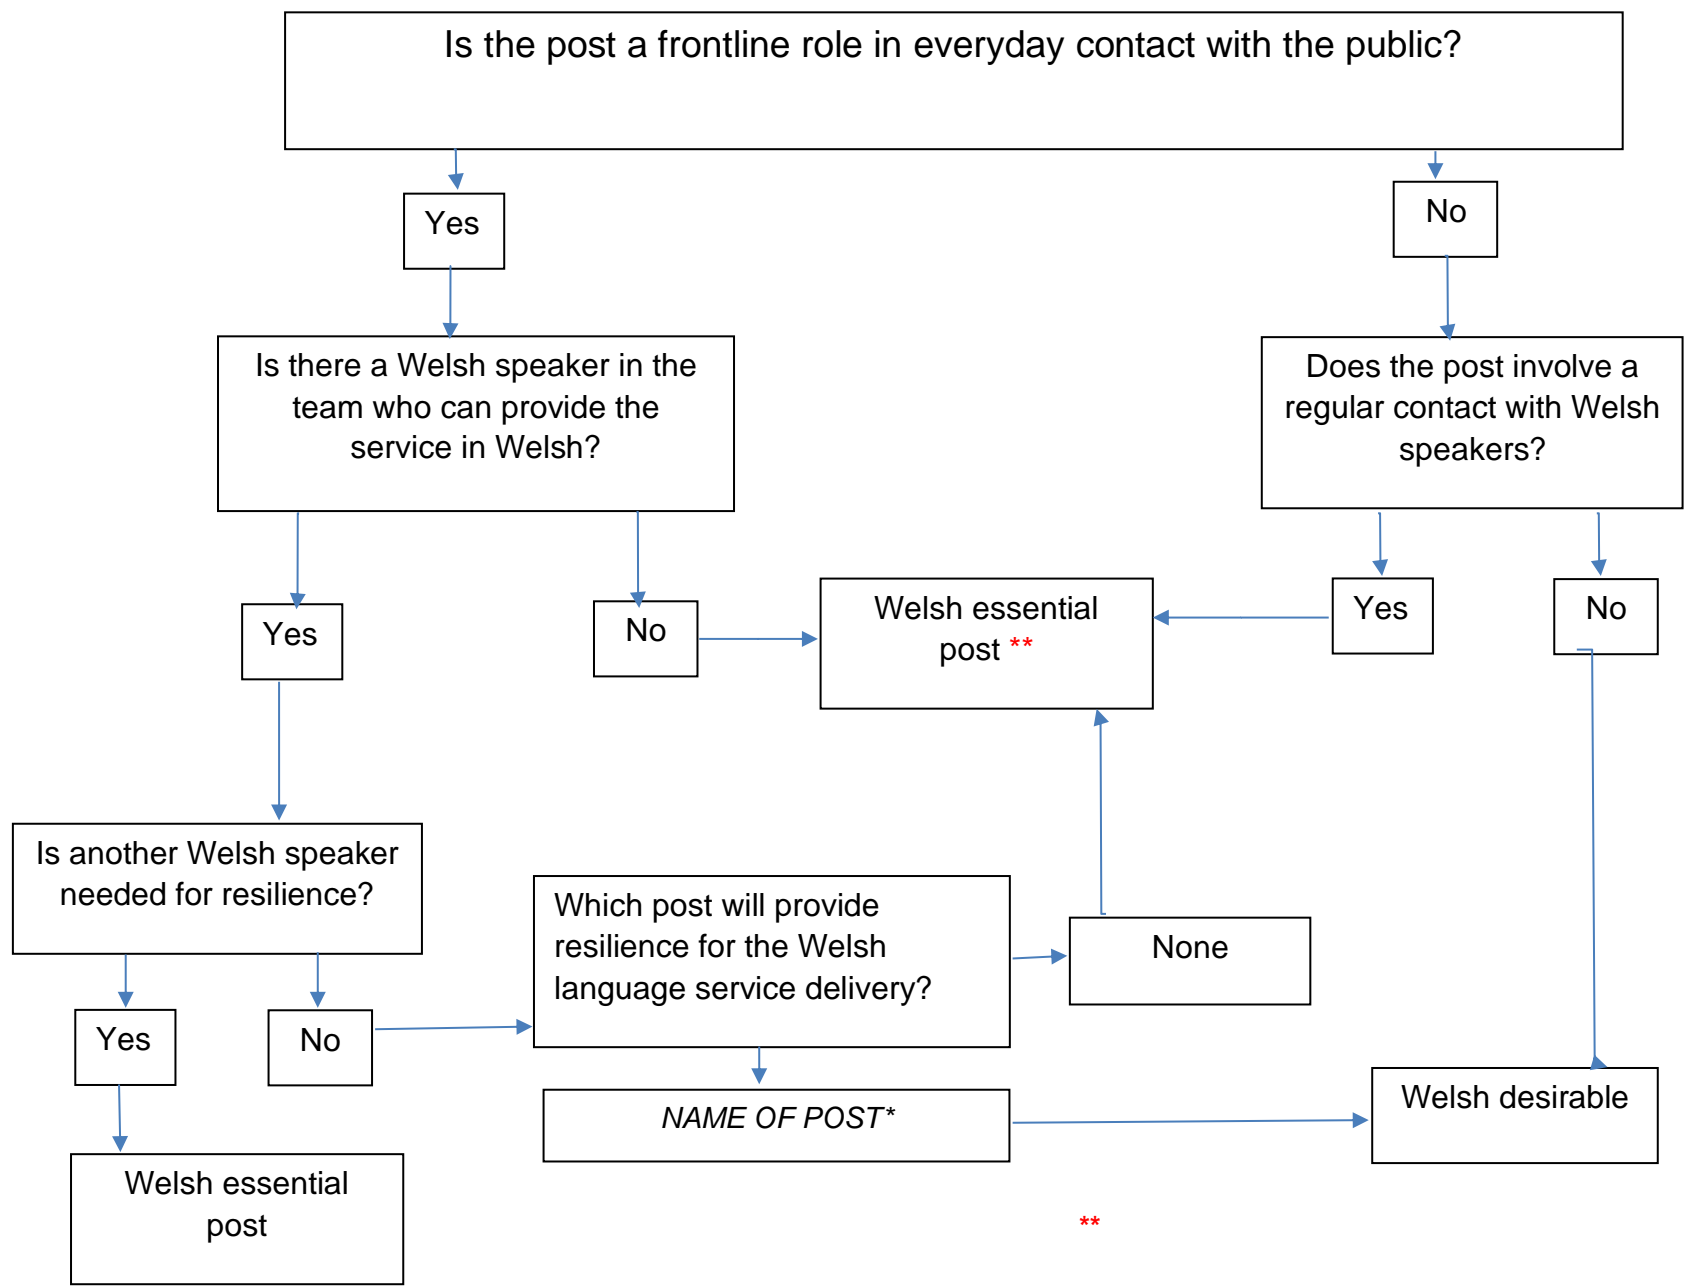 Is the post a frontline role in everyday contact with the public?
Yes
No
Is there a Welsh speaker in the
team who can provide the
service in Welsh?
Does the post involve a
regular contact with Welsh
speakers?
Yes
No
Welsh essential
post **
Yes
No
Is another Welsh speaker
needed for resilience?
Which post will provide
resilience for the Welsh
language service delivery?
None
Yes
No
NAME OF POST*
Welsh desirable
Welsh essential
post
**